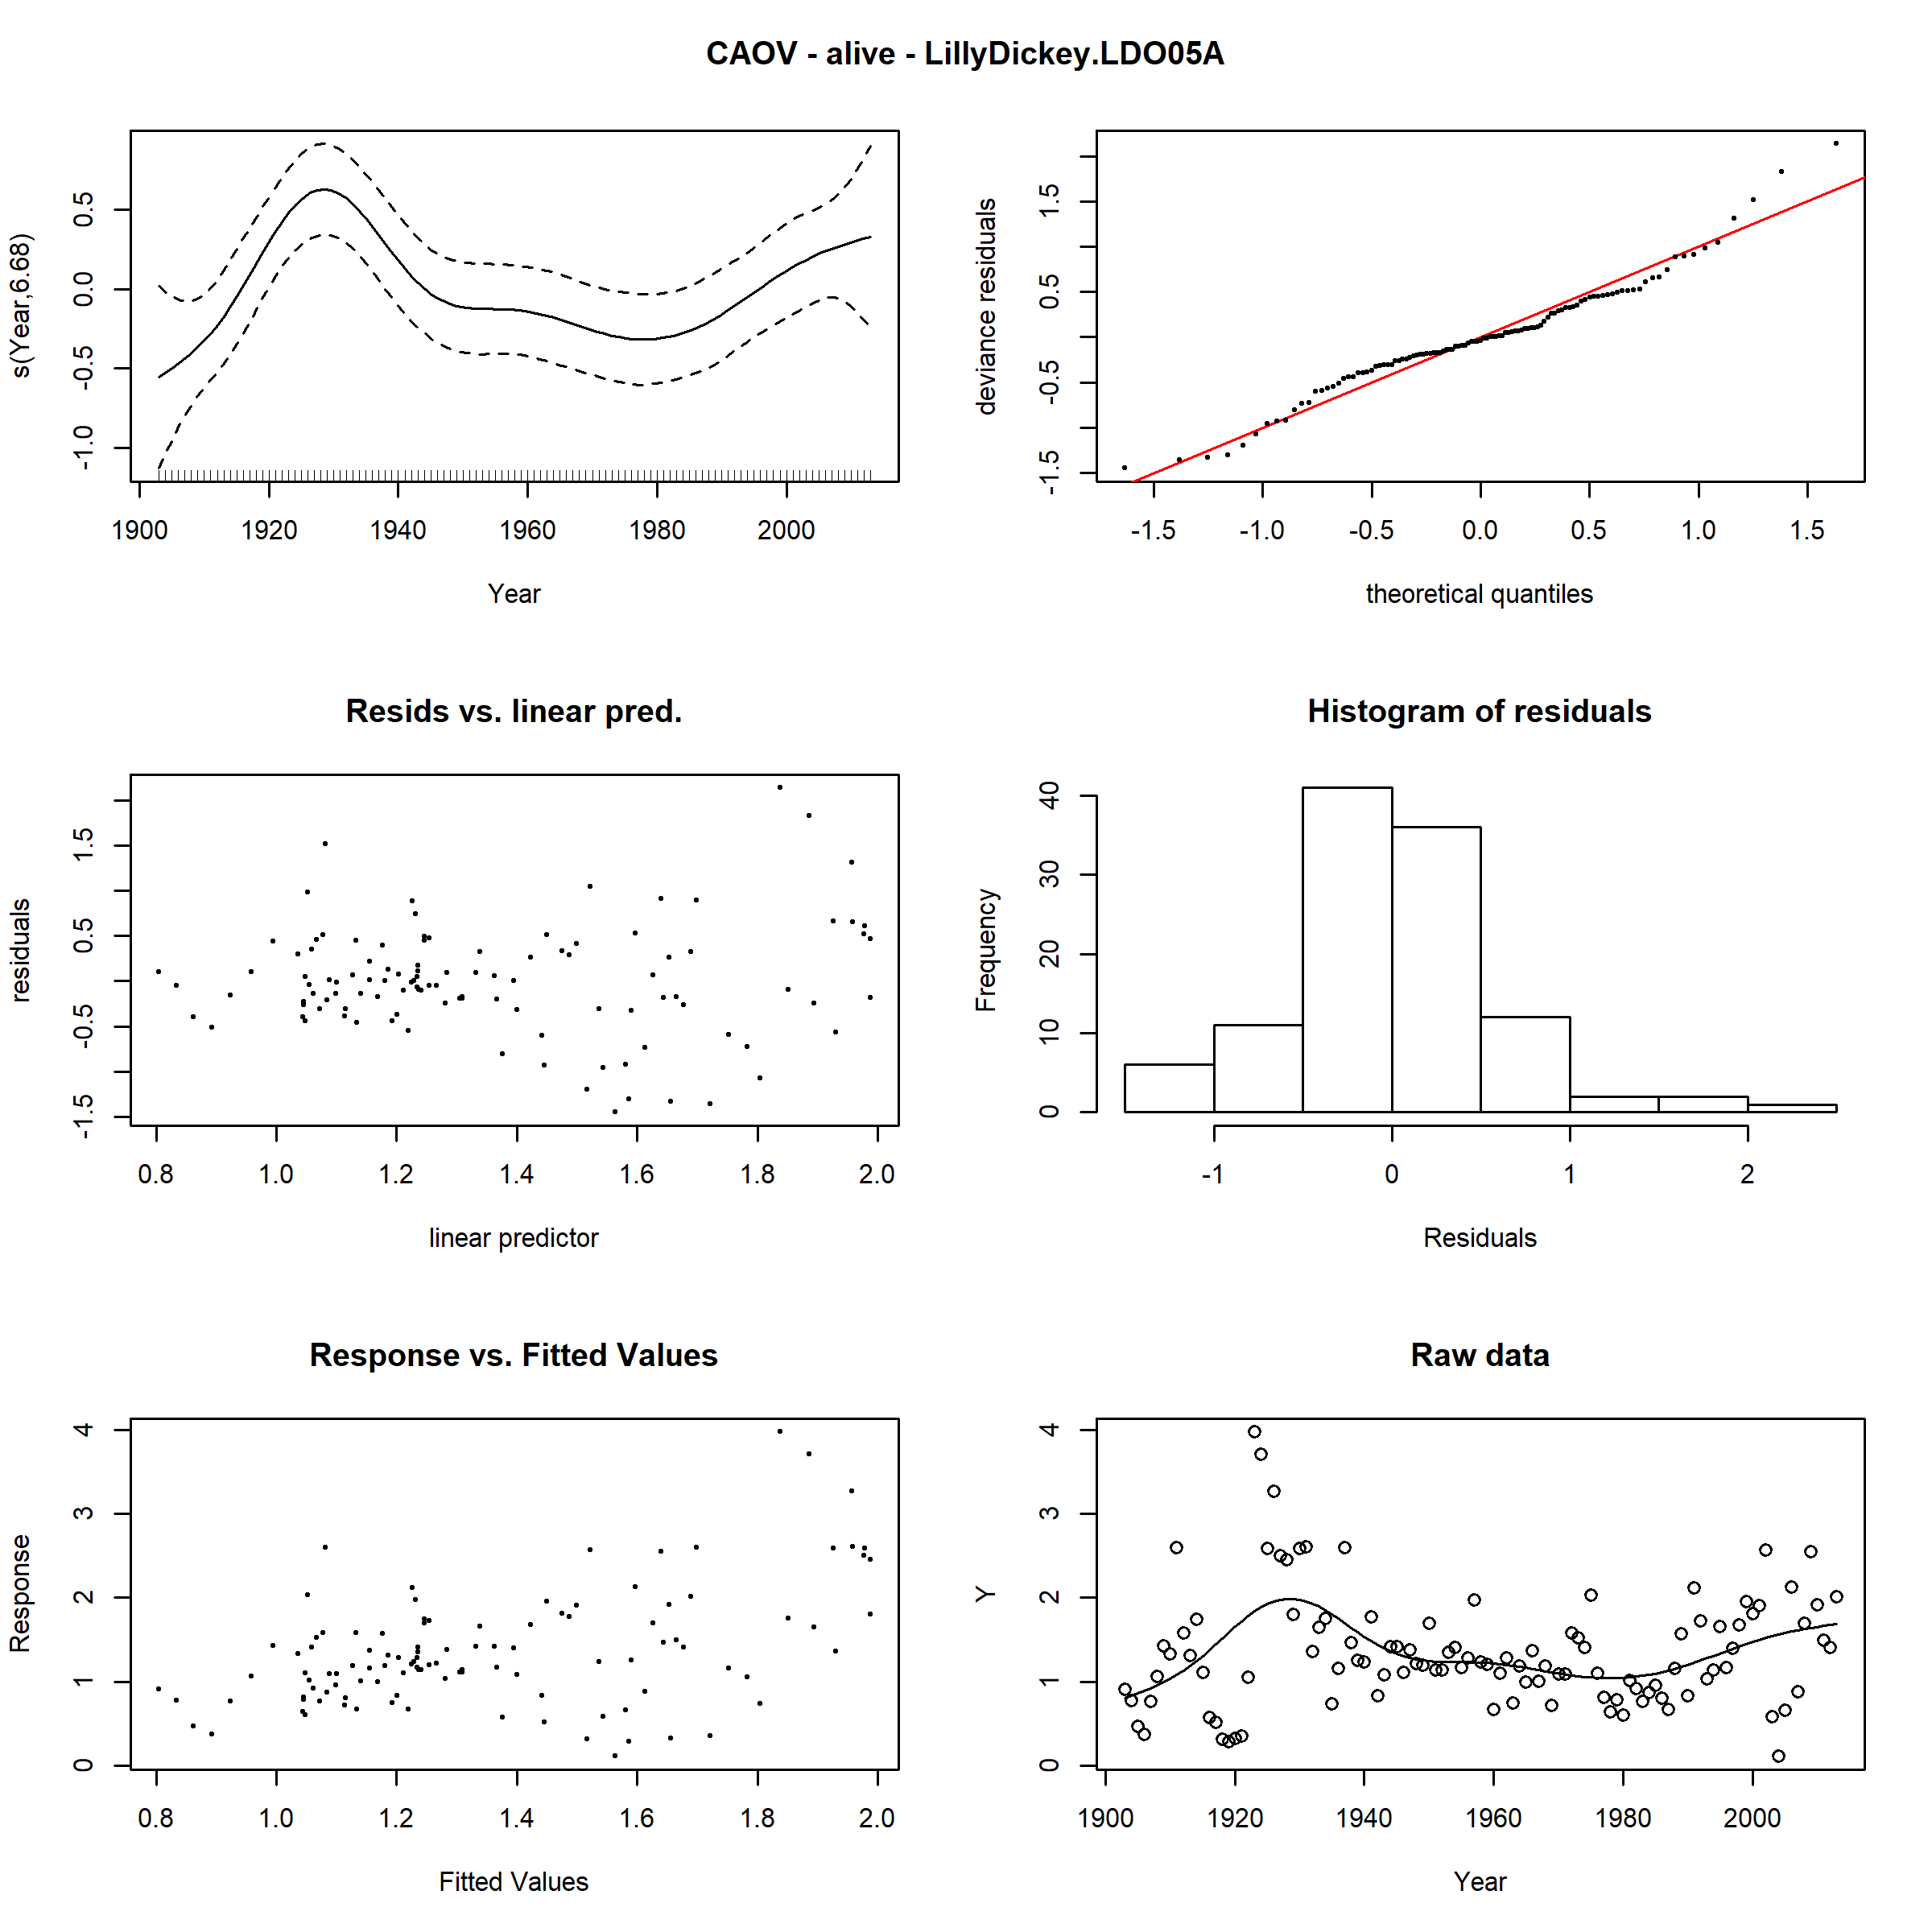 CAOV - alive - LillyDickey.LDO05A
s(Year,6.68)
-1.0 -0.5 0.0 0.5
1900 1920 1940 1960 1980 2000
Year
deviance residuals
-1.5 -0.5 0.5 1.5
-1.5 -1.0 -0.5 0.0 0.5 1.0 1.5
theoretical quantiles
Resids vs. linear pred.
residuals
-1.5 -0.5 0.5 1.5
0.8 1.0 1.2 1.4 1.6 1.8 2.0
linear predictor
Histogram of residuals
Frequency
0 10 20 30 40
-1 0 1 2
Residuals
Response vs. Fitted Values
Response
0 1 2 3 4
0.8 1.0 1.2 1.4 1.6 1.8 2.0
Fitted Values
Raw data
Y
0 1 2 3 4
1900 1920 1940 1960 1980 2000
Year